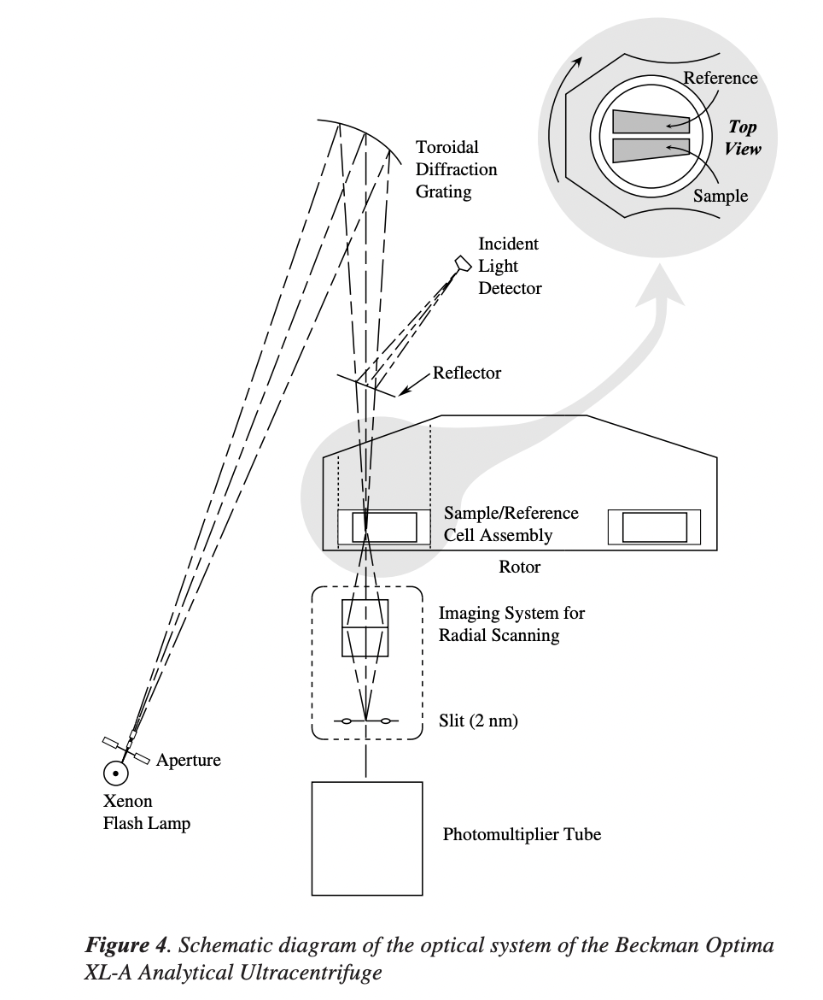 Reference
Top
View
Sample
Toroidal
Diffraction
Grating
Incident
Light
Detector
Reflector
Sample/Reference
Cell Assembly
Rotor
Imaging System for
Radial Scanning
Slit (2 nm)
Aperture
Xenon
Flash Lamp
Photomultiplier Tube
Figure 4. Schematic diagram of the optical system of the Beckman Optima
XL-A Analytical Ultracentrifuge